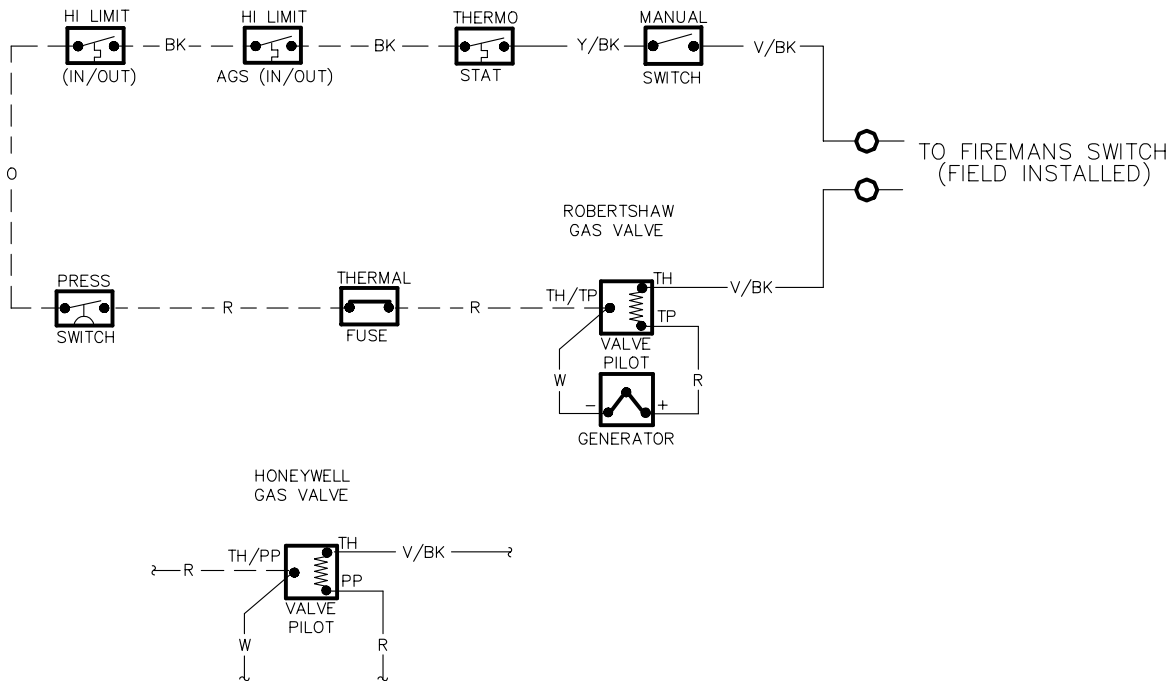 HI LIMIT
HI LIMIT
THERMO
MANUAL
BK
BK
Y/BK
V/BK
(IN/OUT)
AGS (IN/OUT)
STAT
SWITCH
TO FIREMANS SWITCH
(FIELD INSTALLED)
O
ROBERTSHAW
GAS VALVE
PRESS
THERMAL
TH/TP
TH
R
R
V/BK
SWITCH
FUSE
TP
VALVE
PILOT
W
R
-
+
GENERATOR
HONEYWELL
GAS VALVE
TH/PP
TH
V/BK
R
PP
VALVE
PILOT
W
R